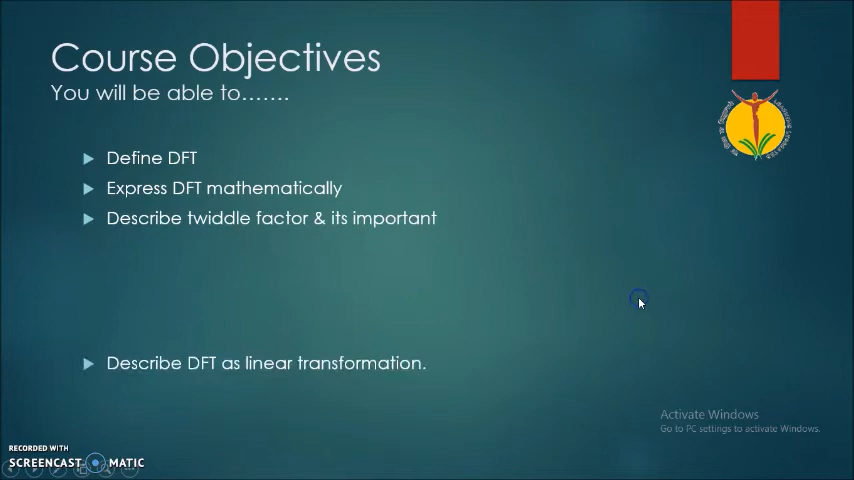 Course Objectives
You will be able to…….
Define DFT
Express DFT mathematically
Describe twiddle factor & its important
Describe DFT as linear transformation.
Activate Windows
Go to PC settings to activate Windows.
RECORDED WITH
SCREENCAST MATIC